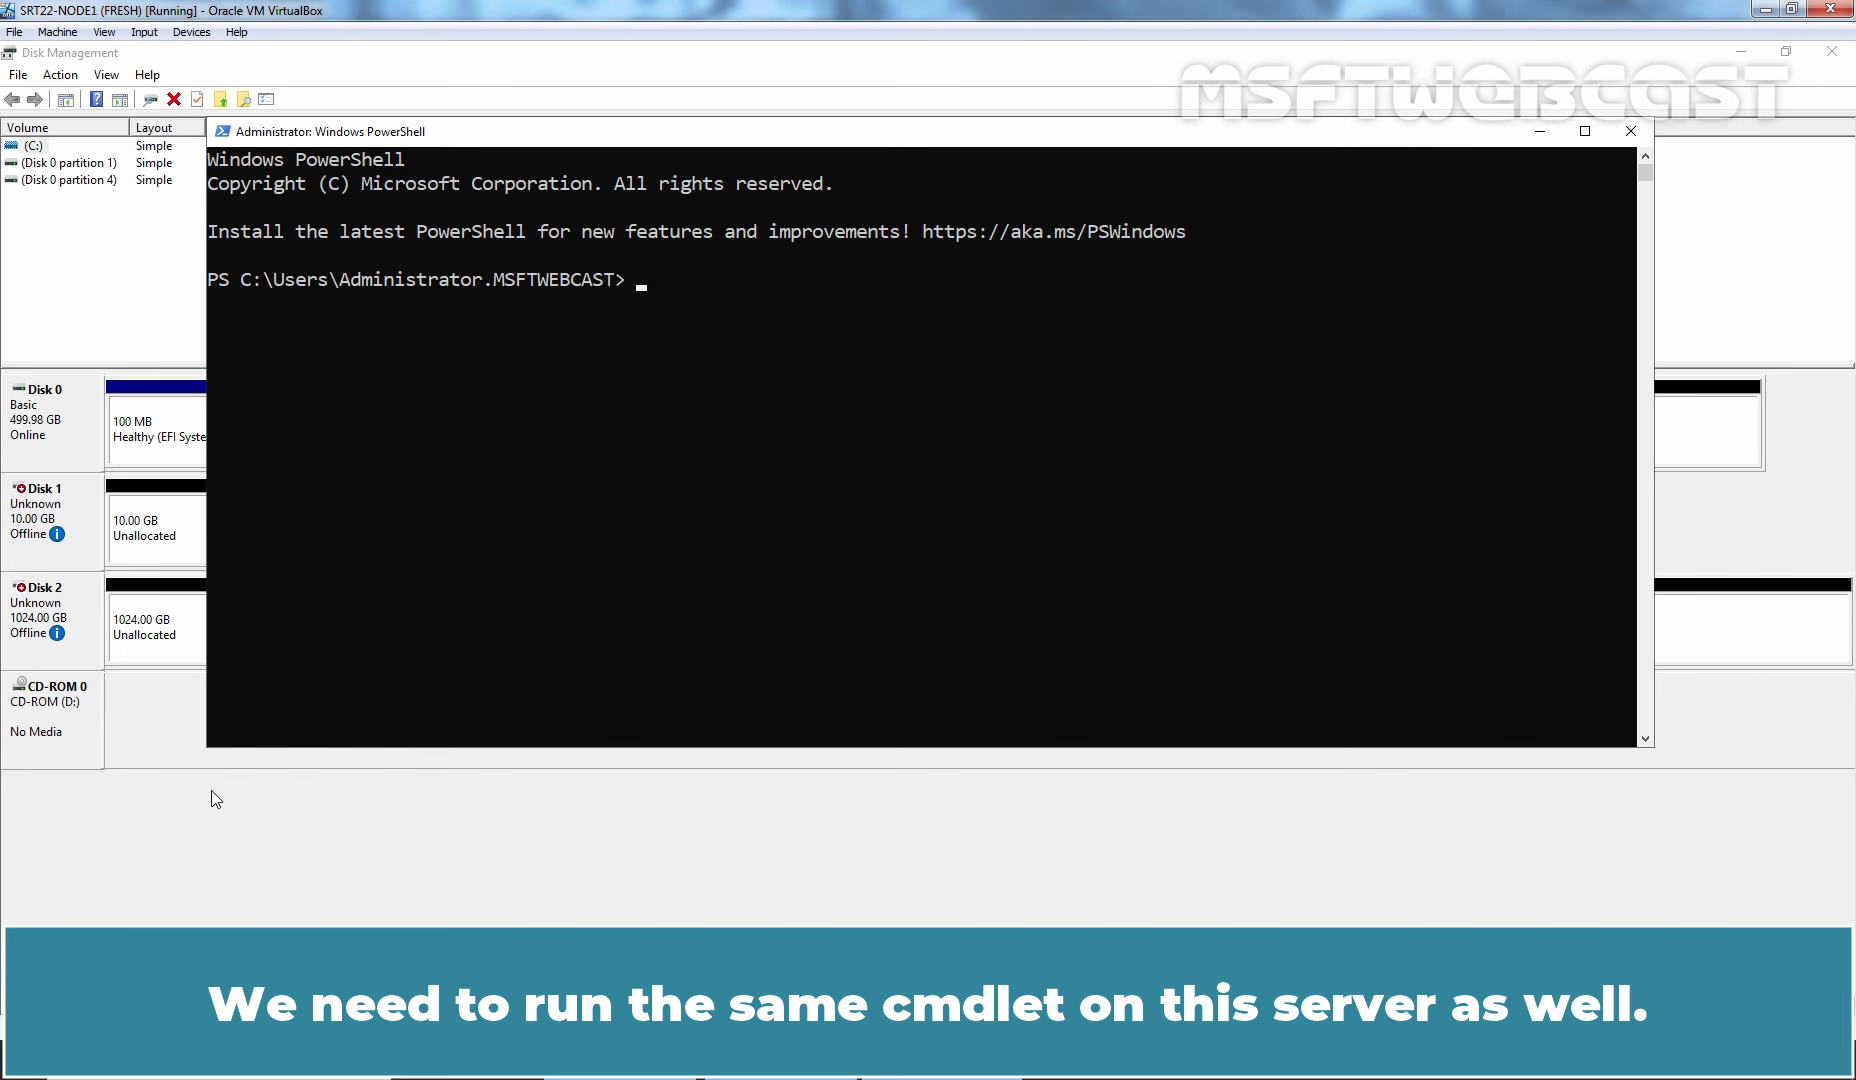 SRT22-NODE1 (FRESH) [Running] - Oracle VM VirtualBox
File Machine View Input Devices Help
Disk Management
File Action View Help
MSFTWEBCAST
Volume Layout
(C:) Simple
(Disk 0 partition 1) Simple
(Disk 0 partition 4) Simple
Administrator: Windows PowerShell
Windows PowerShell
Copyright (C) Microsoft Corporation. All rights reserved.
Install the latest PowerShell for new features and improvements! https://aka.ms/PSWindows
PS C:\Users\Administrator.MSFTWEBCAST>
Disk 0
Basic
499.98 GB
Online
100 MB
Healthy (EFI Syste
Disk 1
Unknown
10.00 GB
Offline
10.00 GB
Unallocated
Disk 2
Unknown
1024.00 GB
Offline
1024.00 GB
Unallocated
CD-ROM 0
CD-ROM (D:)
No Media
We need to run the same cmdlet on this server as well.